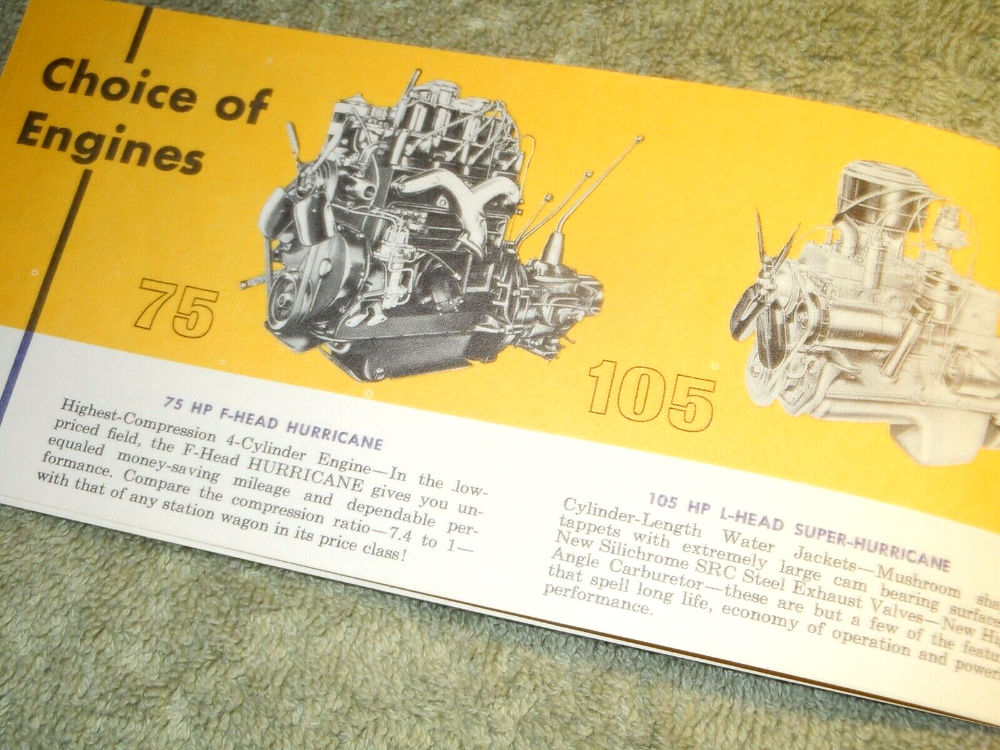 Choice of
Engines
75
75 HP F-HEAD HURRICANE
Highest-Compression 4-Cylinder Engine—In the low-
priced field, the F-Head HURRICANE gives you un-
equaled money-saving mileage and dependable per-
formance. Compare the compression ratio—7.4 to 1—
with that of any station wagon in its price class!
105
105 HP L-HEAD SUPER-HURRICANE
Cylinder-Length Water Jackets—Mushroom
tappets with extremely large cam bearing
New Silichrome SRC Steel Exhaust Valves—New
Angle Carburetor—these are but a few of the
that spell long life, economy of operation and
performance.